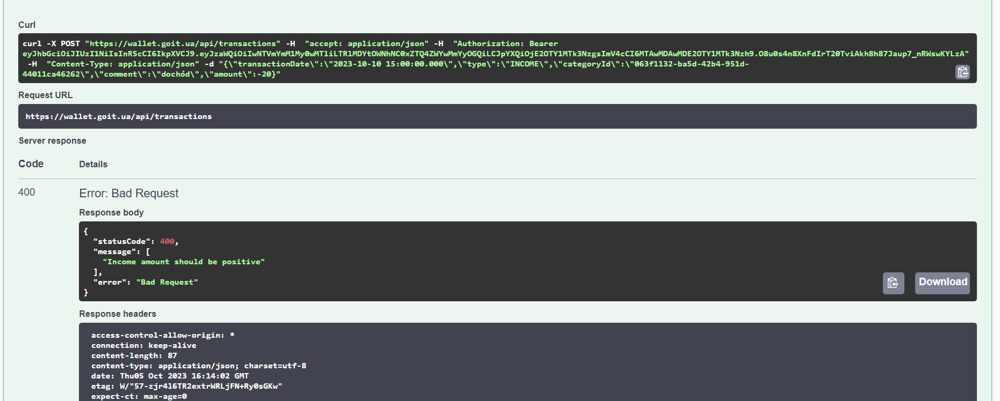 Curl
curl -X POST "https://wallet.goit.ua/api/transactions" -H  "accept: application/json" -H  "Authorization: Bearer
eyJhbGciOiJIUzI1NiIsInR5cCI6IkpXVCJ9.eyJzaWQiOiIwNTVmYmM1My0wMTliLTRlMDYtOWNhNC0xZTQ4ZWYwMmYyOGQiLCJpYXQiOjE2OTY1MTk3NzgsImV4cCI6MTAwMDAwMDE2OTY1MTk3Nzh9.O8u0s4n8XnFdIrT20TviAkh8h87Jaup7_nRWswKYLzA"
-H  "Content-Type: application/json" -d "{\"transactionDate\":\"2023-10-10 15:00:00.000\",\"type\":\"INCOME\",\"categoryId\":\"063f1132-ba5d-42b4-951d-
44011ca46262\",\"comment\":\"dochód\",\"amount\":-20}"
Request URL
https://wallet.goit.ua/api/transactions
Server response
Code Details
400 Error: Bad Request
Response body
{
"statusCode": 400,
"message": [
"Income amount should be positive"
],
"error": "Bad Request"
}
Download
Response headers
access-control-allow-origin: *
connection: keep-alive
content-length: 87
content-type: application/json; charset=utf-8
date: Thu05 Oct 2023 16:14:02 GMT
etag: W/"57-zjr4l6TR2extrWRLjFN+Ry0sGKw"
expect-ct: max-age=0